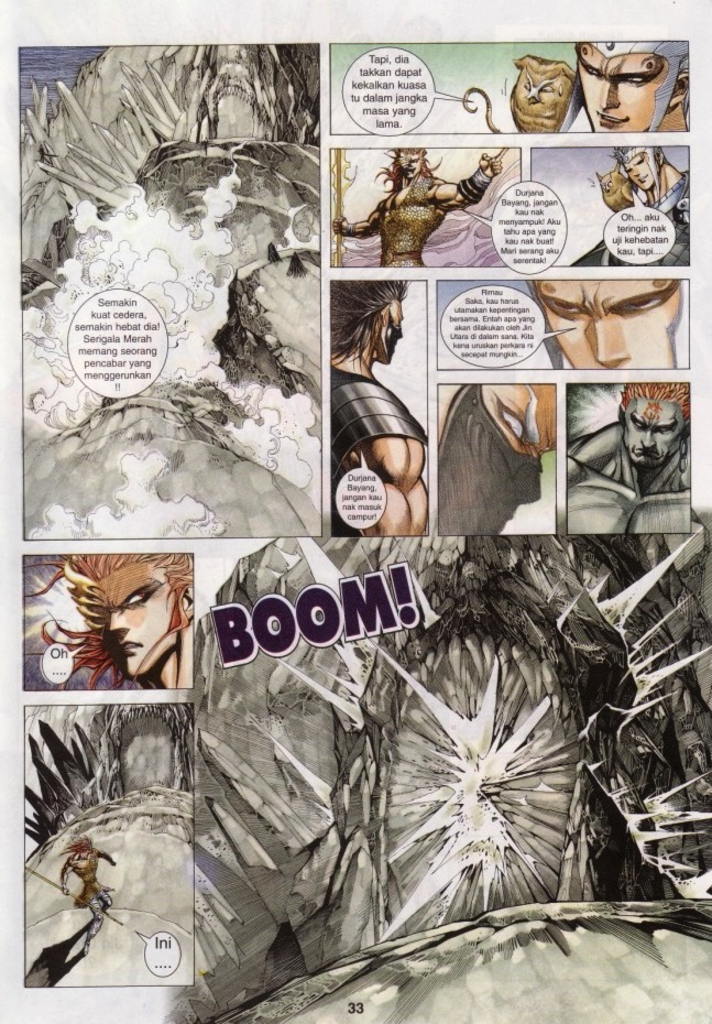 Semakin
kuat cedera,
semakin hebat dia!
Serigala Merah
memang seorang
pencabar yang
menggerunkan
!!
Tapi, dia
takkan dapat
kekalkan kuasa
tu dalam jangka
masa yang
lama.
Durjana
Bayang, jangan
kau nak
menyampuk! Aku
tahu apa yang
kau nak buat!
Mari serang aku
serentak!
Oh... aku
teringin nak
uji kehebatan
kau, tapi....
Durjana
Bayang,
jangan kau
nak masuk
campur!
Rimau
Saka, kau harus
utamakan kepentingan
bersama. Entah apa yang
akan dilakukan oleh Jin
Utara di dalam sana. Kita
kena uruskan perkara ni
secepat mungkin...
Oh
....
BOOM!
Ini
....
33